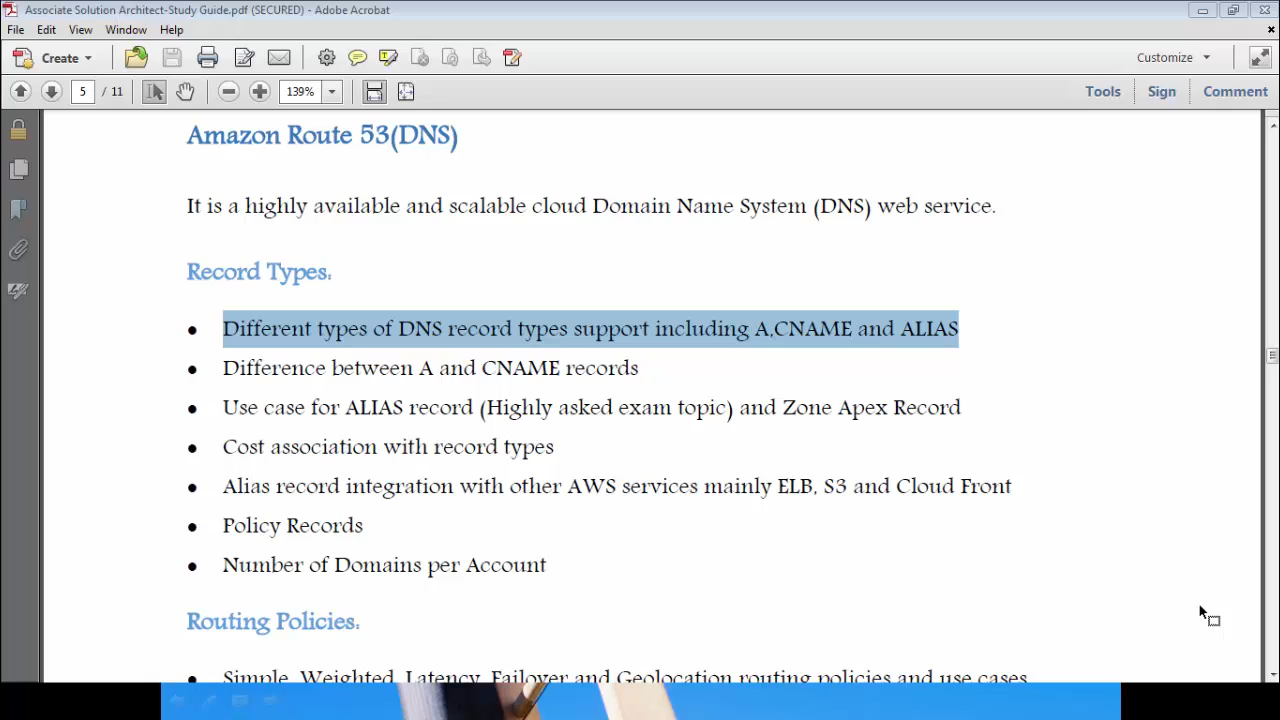 Associate Solution Architect-Study Guide.pdf (SECURED) - Adobe Acrobat
File Edit View Window Help
Create Customize
5 / 11 139% Tools Sign Comment
Amazon Route 53(DNS)
It is a highly available and scalable cloud Domain Name System (DNS) web service.
Record Types:
• Different types of DNS record types support including A,CNAME and ALIAS
• Difference between A and CNAME records
• Use case for ALIAS record (Highly asked exam topic) and Zone Apex Record
• Cost association with record types
• Alias record integration with other AWS services mainly ELB, S3 and Cloud Front
• Policy Records
• Number of Domains per Account
Routing Policies:
• Simple, Weighted, Latency, Failover and Geolocation routing policies and use cases